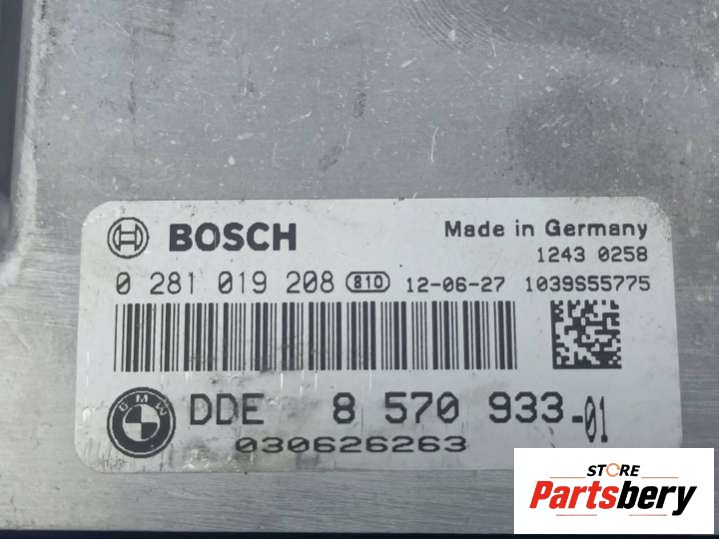 BOSCH
Made in Germany
1243 0258
0 281 019 208 810 12-06-27 1039S55775
BMW
DDE 8 570 933-01
030626263
STORE
Partsbery